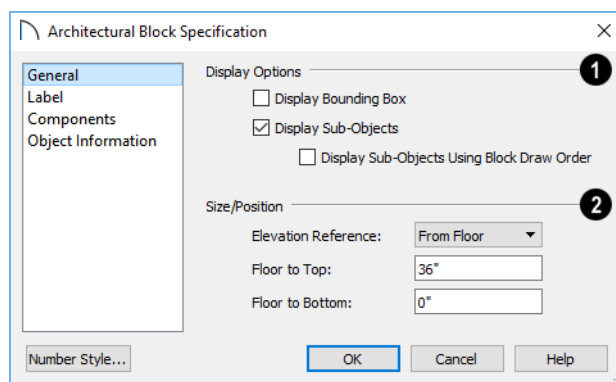 Architectural Block Specification
General
Label
Components
Object Information
Display Options
1
Display Bounding Box
Display Sub-Objects
Display Sub-Objects Using Block Draw Order
Size/Position
2
Elevation Reference: From Floor
Floor to Top: 36"
Floor to Bottom: 0"
Number Style... OK Cancel Help